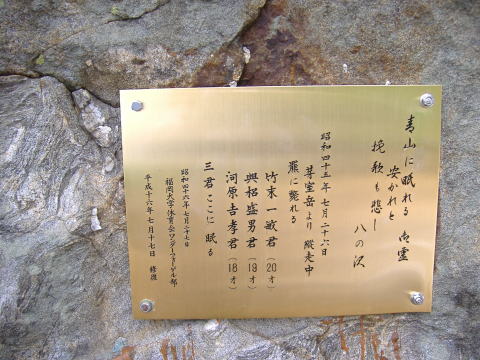 青山に眠れる 御霊
安かれと
挽歌も悲し
八の沢
昭和四十五年 七月二十六日
芽室岳より 縦走中
羆に斃れる
竹末一敏君(20才)
興梠盛男君(19才)
河原吉孝君(18才)
三君ここに眠る
昭和四十六年七月二十七日
福岡大学体育会ワンダーフォーゲル部
平成十六年七月十七日 修復